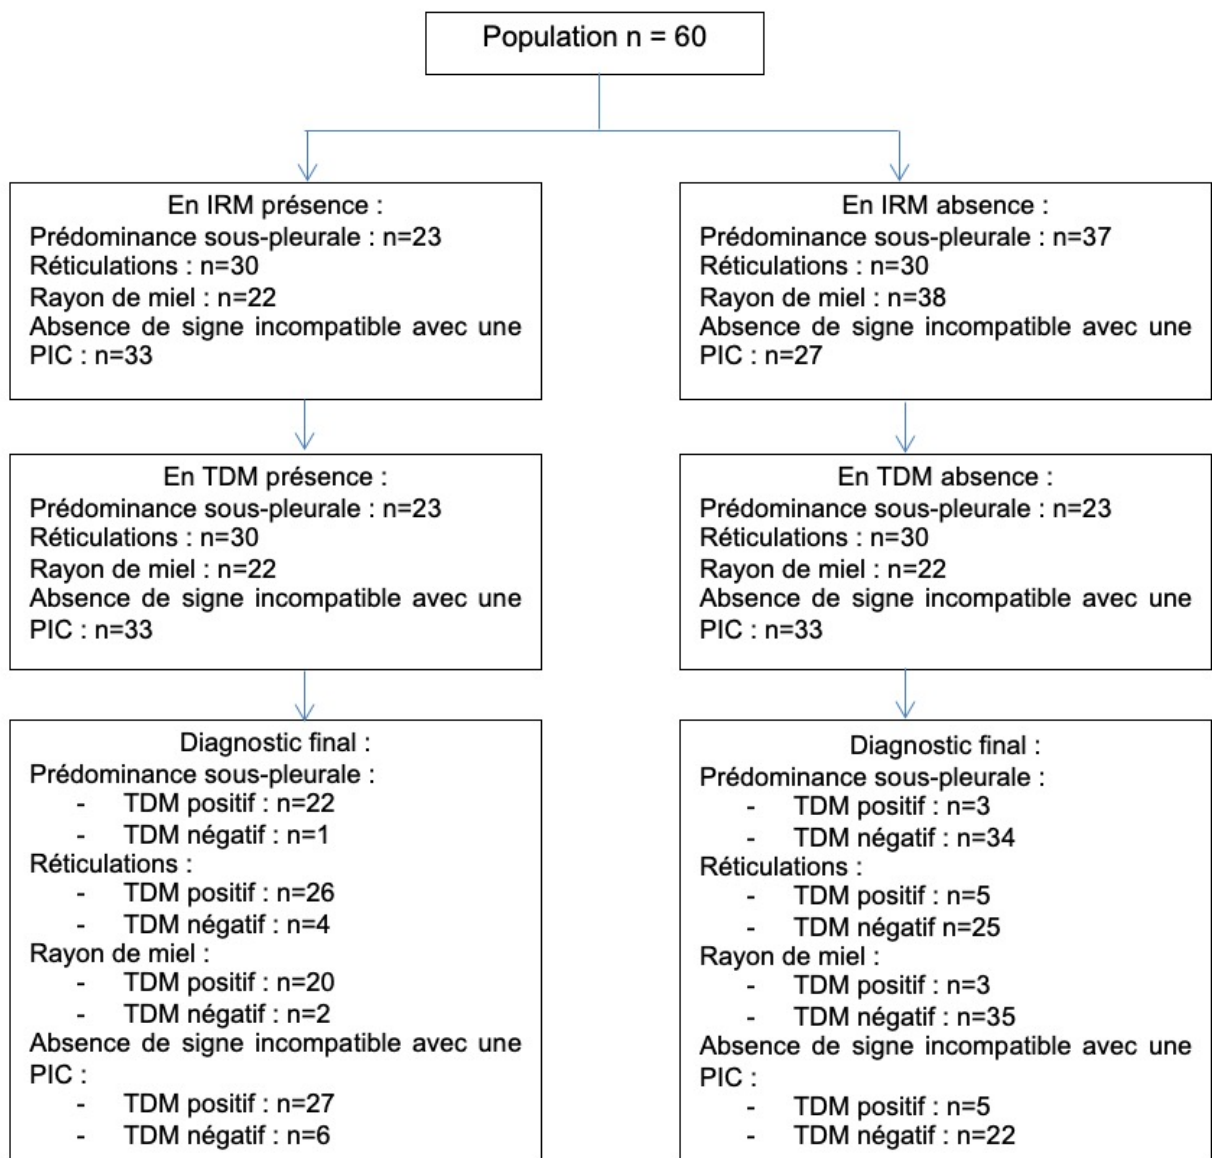 Population n = 60
En IRM présence :
Prédominance sous-pleurale : n=23
Réticulations : n=30
Rayon de miel : n=22
Absence de signe incompatible avec une
PIC : n=33
En IRM absence :
Prédominance sous-pleurale : n=37
Réticulations : n=30
Rayon de miel : n=38
Absence de signe incompatible avec une
PIC : n=27
En TDM présence :
Prédominance sous-pleurale : n=23
Réticulations : n=30
Rayon de miel : n=22
Absence de signe incompatible avec une
PIC : n=33
En TDM absence :
Prédominance sous-pleurale : n=23
Réticulations : n=30
Rayon de miel : n=22
Absence de signe incompatible avec une
PIC : n=33
Diagnostic final :
Prédominance sous-pleurale :
- TDM positif : n=22
- TDM négatif : n=1
Réticulations :
- TDM positif : n=26
- TDM négatif : n=4
Rayon de miel :
- TDM positif : n=20
- TDM négatif : n=2
Absence de signe incompatible avec une
PIC :
- TDM positif : n=27
- TDM négatif : n=6
Diagnostic final :
Prédominance sous-pleurale :
- TDM positif : n=3
- TDM négatif : n=34
Réticulations :
- TDM positif : n=5
- TDM négatif n=25
Rayon de miel :
- TDM positif : n=3
- TDM négatif : n=35
Absence de signe incompatible avec une
PIC :
- TDM positif : n=5
- TDM négatif : n=22